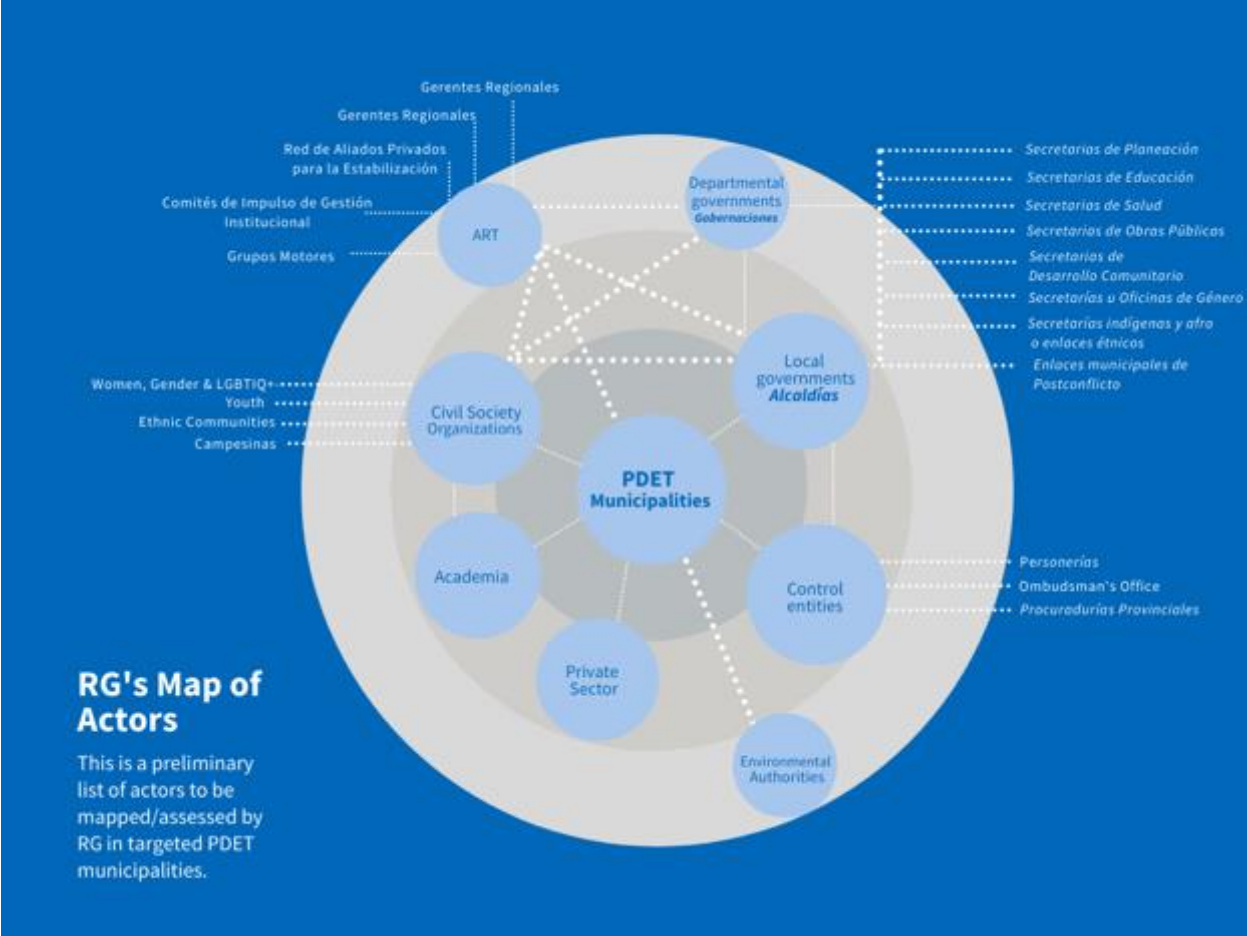 Gerentes Regionales
Gerentes Regionales
Red de Aliados Privados
para la Estabilización
Comités de Impulso de Gestión
Institucional
Grupos Motores
ART
Departmental
governments
Gobernaciones
Secretarias de Planeación
Secretarias de Educación
Secretarias de Salud
Secretarias de Obras Públicas
Secretarias de
Desarrollo Comunitario
Secretarías u Oficinas de Género
Secretarías indígenas y afro
o enlaces étnicos
Enlaces municipales de
Postconflicto
Local
governments
Alcaldías
Women, Gender & LGBTIQ+
Youth
Ethnic Communities
Campesinas
Civil Society
Organizations
PDET
Municipalities
Academia
Control
entities
Personerías
Ombudsman's Office
Procuradurías Provinciales
Private
Sector
Environmental
Authorities
RG's Map of
Actors
This is a preliminary
list of actors to be
mapped/assessed by
RG in targeted PDET
municipalities.